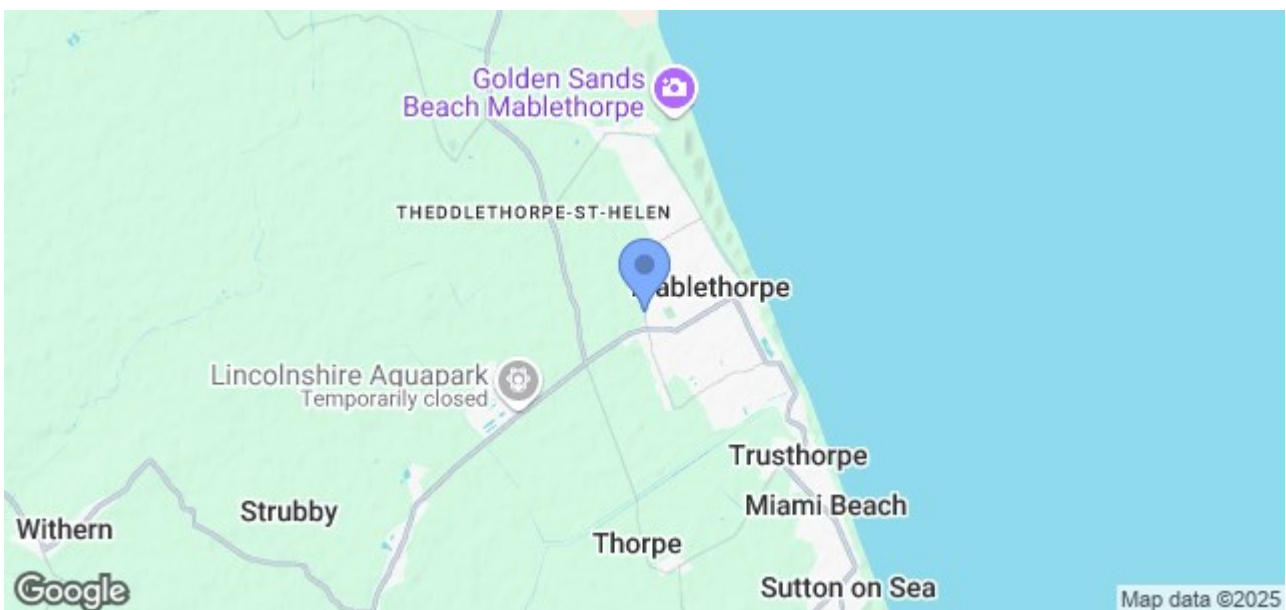 Golden Sands
Beach Mablethorpe
THEDDLETHORPE-ST-HELEN
ablethorpe
Lincolnshire Aquapark
Temporarily closed
Trusthorpe
Miami Beach
Strubby
Withern
Thorpe
Sutton on Sea
Google
Map data ©2025